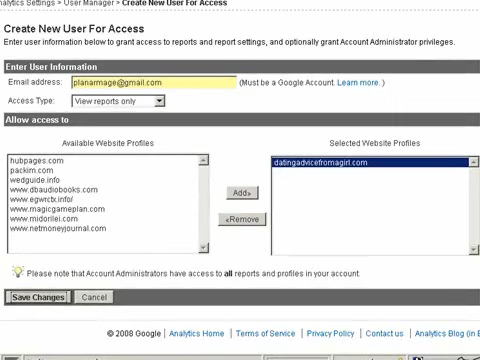 Analytics Settings > User Manager > Create New User For Access
Create New User For Access
Enter user information below to grant access to reports and report settings, and optionally grant Account Administrator privileges.
Enter User Information
Email address: planarmage@gmail.com (Must be a Google Account. Learn more. )
Access Type: View reports only
Allow access to
Available Website Profiles
Selected Website Profiles
hubpages.com
packim.com
wedguide.info
www.dbaudiobooks.com
www.egwrctx.info/
www.magicgameplan.com
www.midorilei.com
www.netmoneyjournal.com
datingadvicefromagirl.com
Add»
«Remove
Please note that Account Administrators have access to all reports and profiles in your account.
Save Changes Cancel
© 2008 Google | Analytics Home | Terms of Service | Privacy Policy | Contact us | Analytics Blog (in E